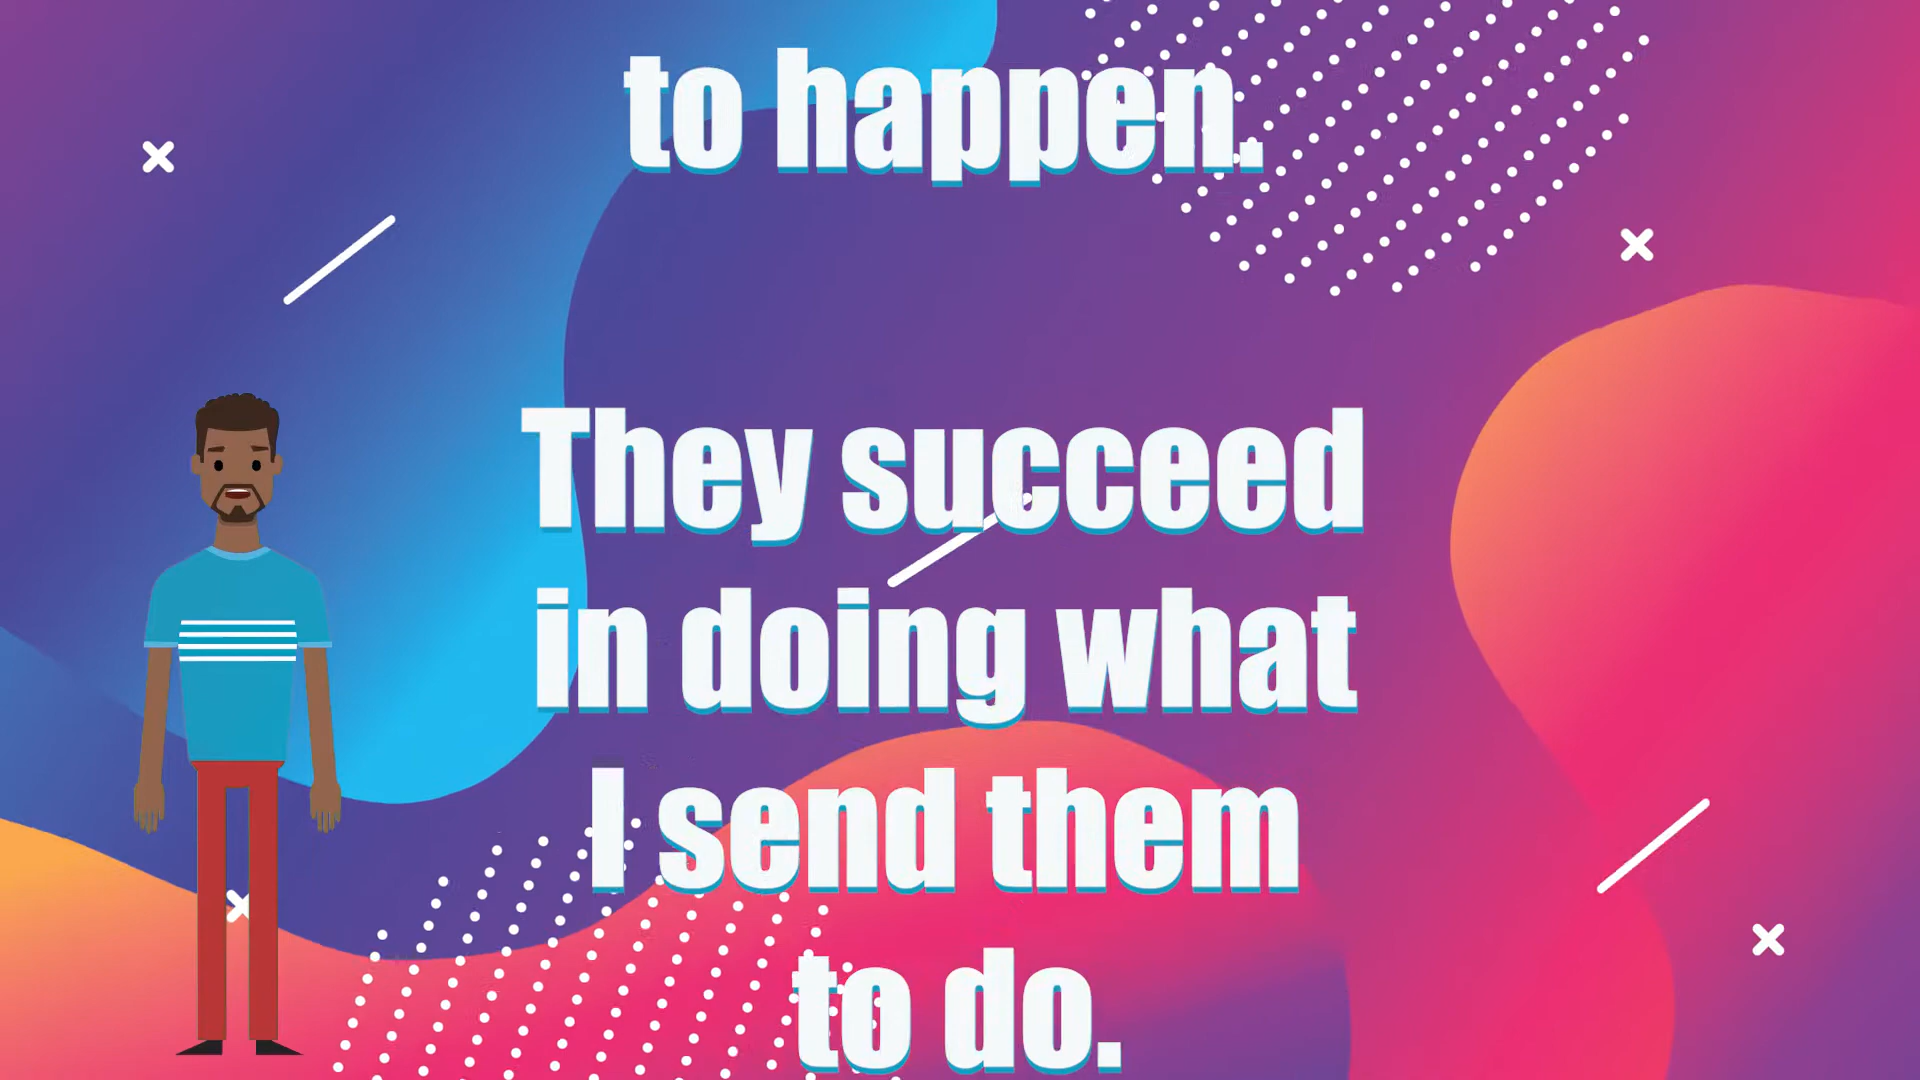 to happen.
They succeed
in doing what
I send them
to do.